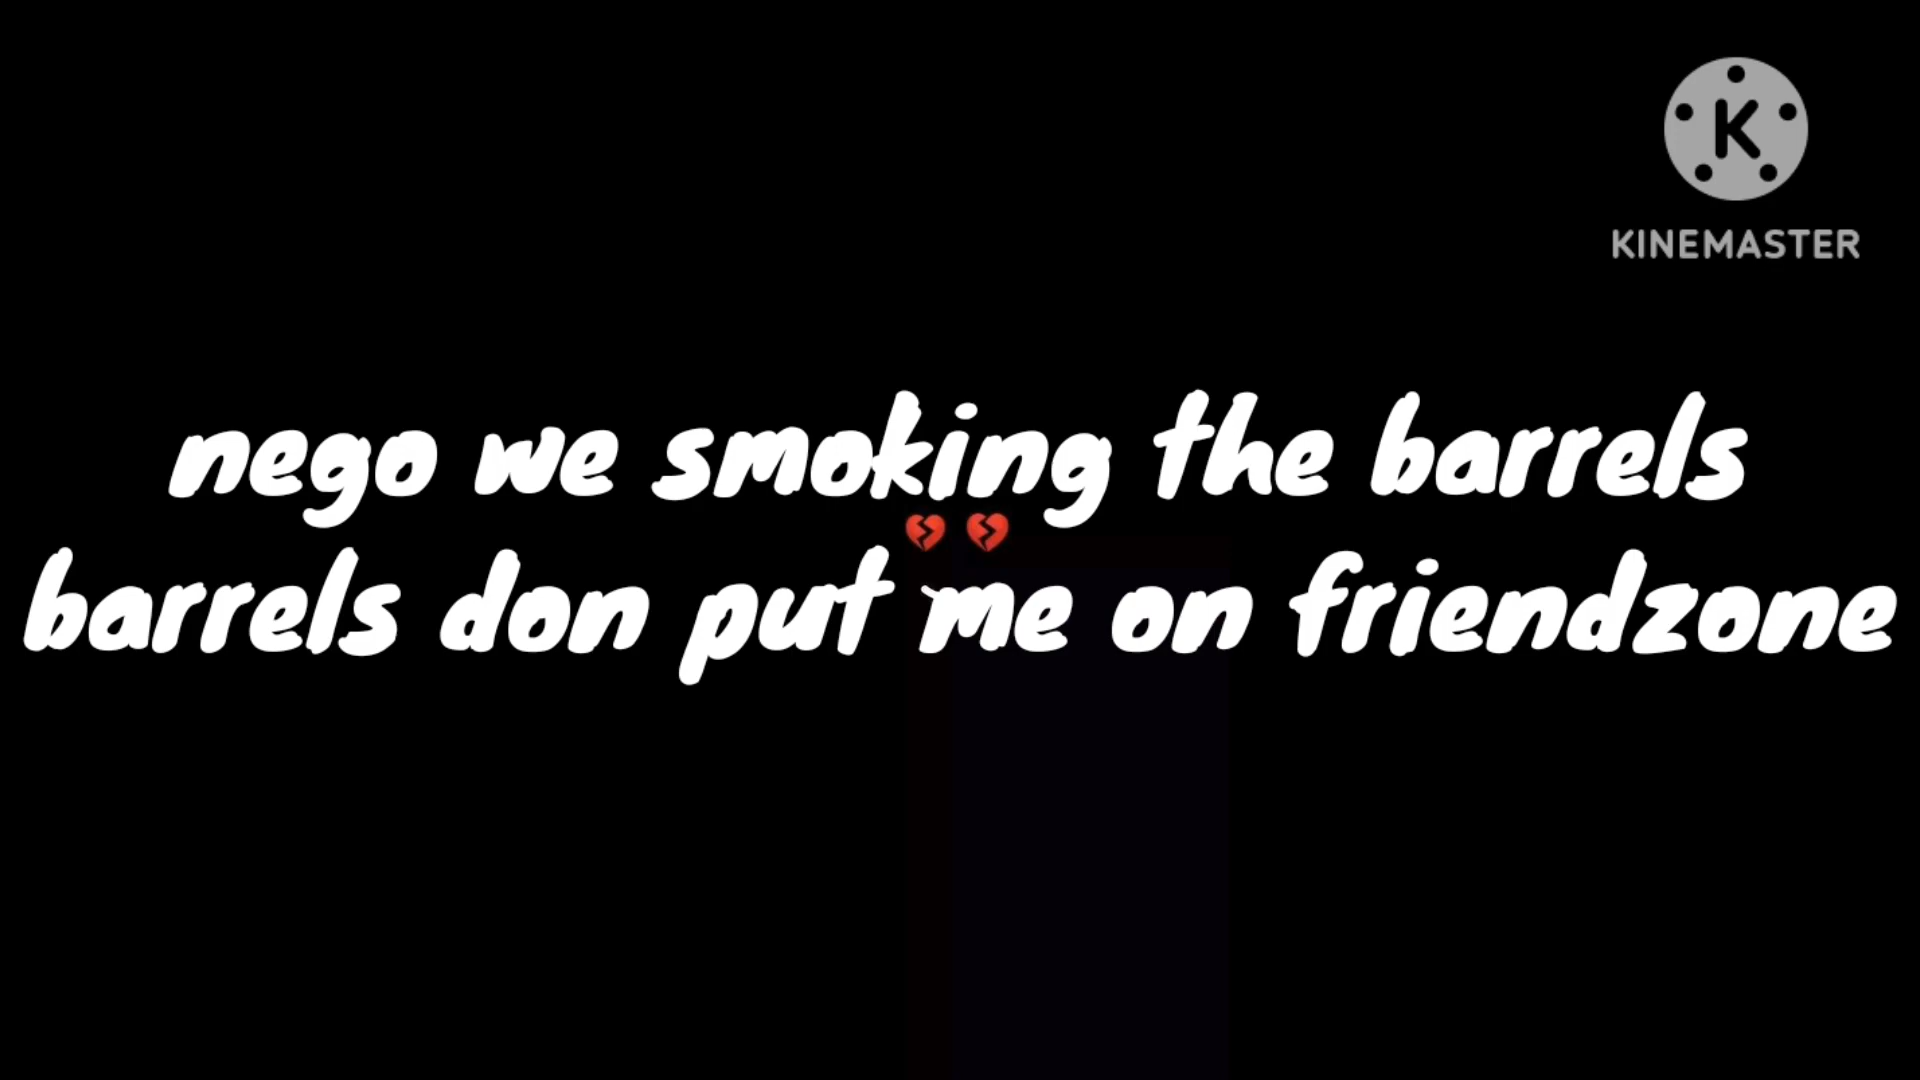 K
KINEMASTER
nego we smoking the barrels
💔 💔
barrels don put me on friendzone